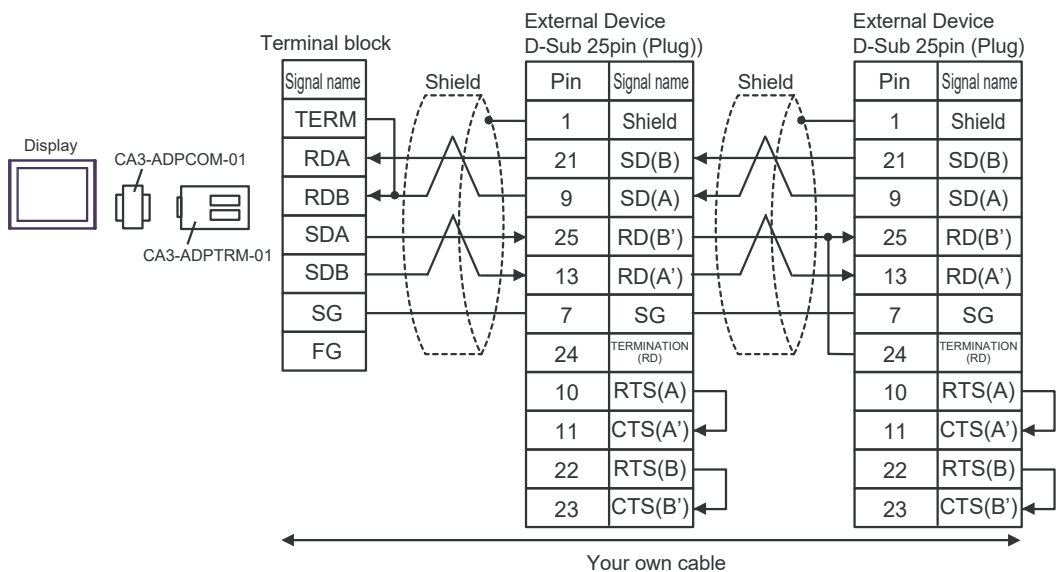 External Device
D-Sub 25pin (Plug))
External Device
D-Sub 25pin (Plug)
Terminal block
Signal name
Shield
Pin
Signal name
Shield
Pin
Signal name
TERM
1
Shield
1
Shield
Display
CA3-ADPCOM-01
CA3-ADPTRM-01
RDA
21
SD(B)
21
SD(B)
RDB
9
SD(A)
9
SD(A)
SDA
25
RD(B’)
25
RD(B’)
SDB
13
RD(A’)
13
RD(A’)
SG
7
SG
7
SG
FG
24
TERMINATION
(RD)
24
TERMINATION
(RD)
10
RTS(A)
10
RTS(A)
11
CTS(A’)
11
CTS(A’)
22
RTS(B)
22
RTS(B)
23
CTS(B’)
23
CTS(B’)
Your own cable